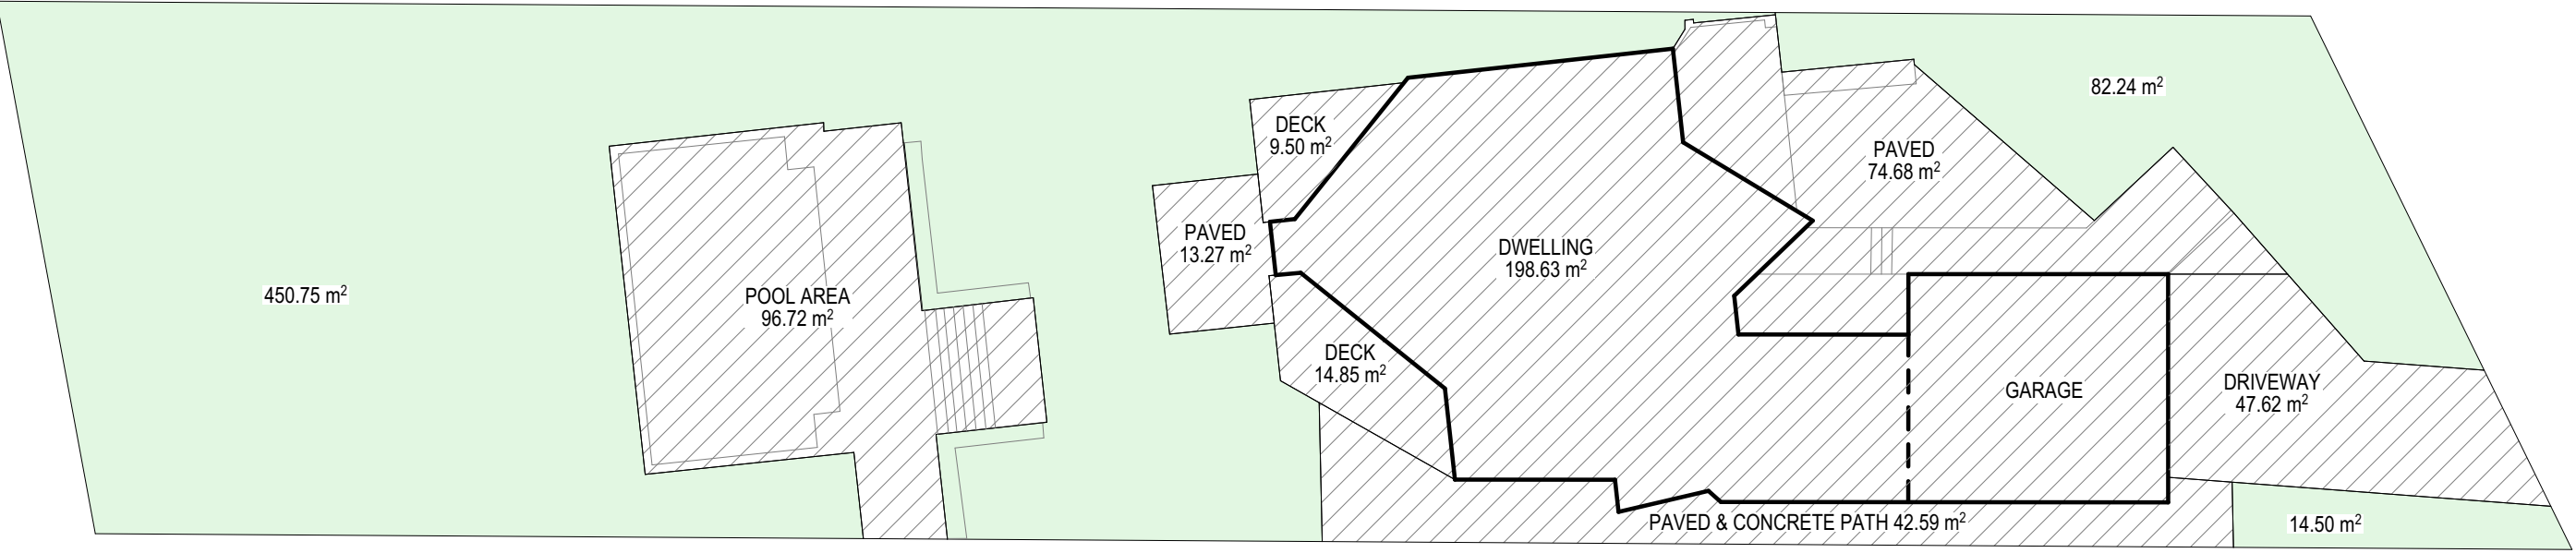 82.24 m²
DECK
9.50 m²
PAVED
74.68 m²
PAVED
13.27 m²
DWELLING
198.63 m²
450.75 m²
POOL AREA
96.72 m²
DECK
14.85 m²
GARAGE
DRIVEWAY
47.62 m²
PAVED & CONCRETE PATH 42.59 m²
14.50 m²